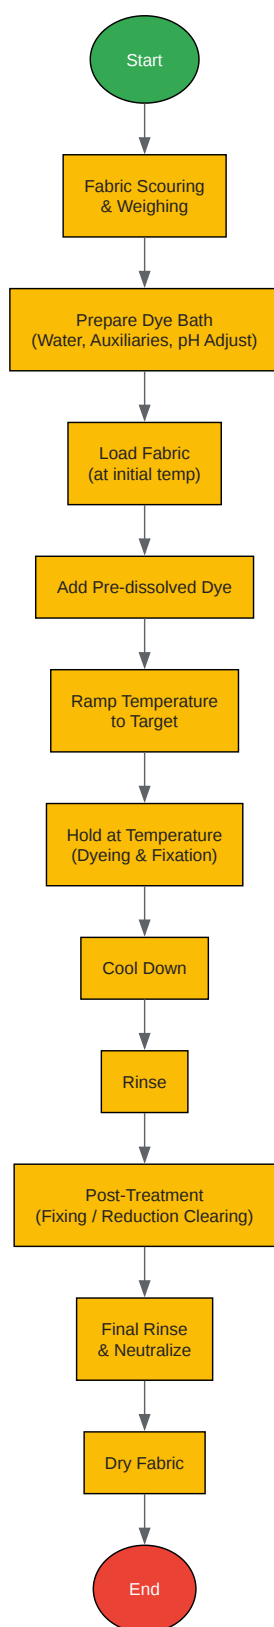 Start
Fabric Scouring
& Weighing
Prepare Dye Bath
(Water, Auxiliaries, pH Adjust)
Load Fabric
(at initial temp)
Add Pre-dissolved Dye
Ramp Temperature
to Target
Hold at Temperature
(Dyeing & Fixation)
Cool Down
Rinse
Post-Treatment
(Fixing / Reduction Clearing)
Final Rinse
& Neutralize
Dry Fabric
End